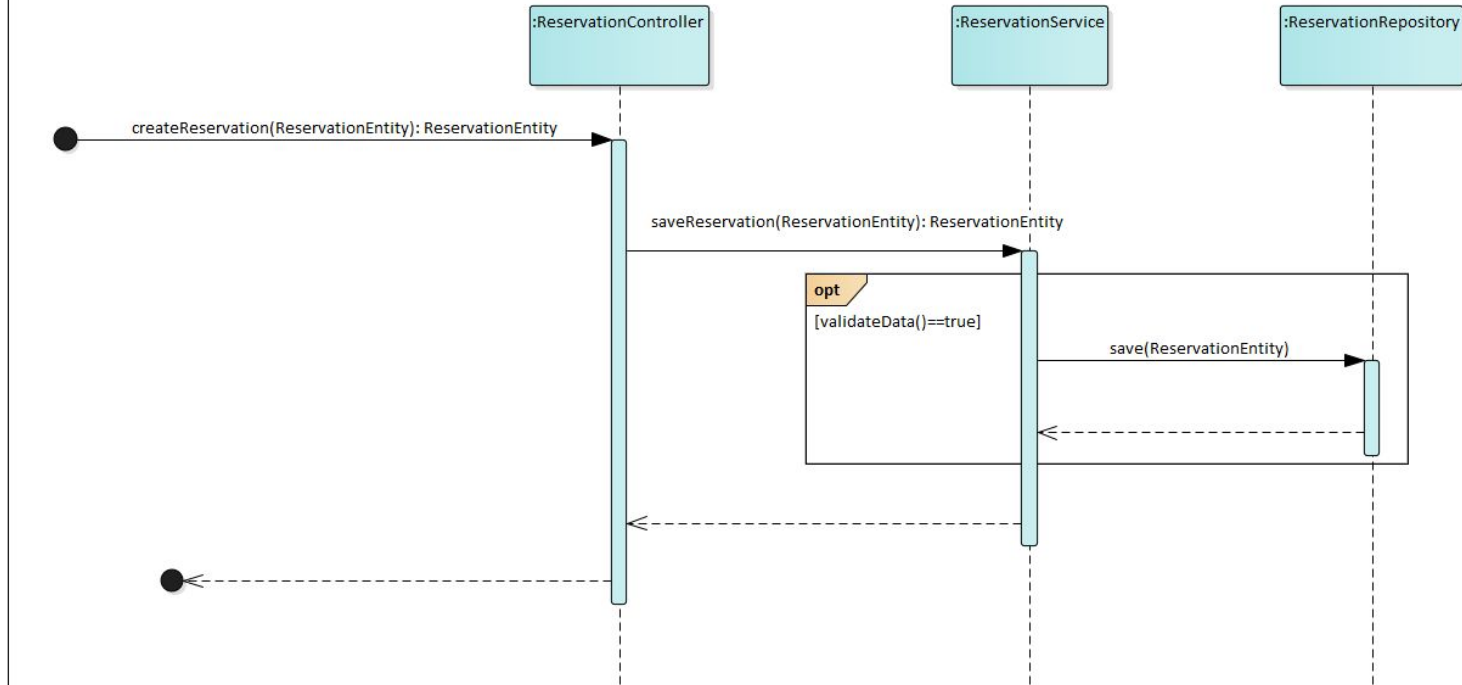 :ReservationController
:ReservationService
:ReservationRepository
createReservation(ReservationEntity): ReservationEntity
saveReservation(ReservationEntity): ReservationEntity
opt
[validateData()==true]
save(ReservationEntity)